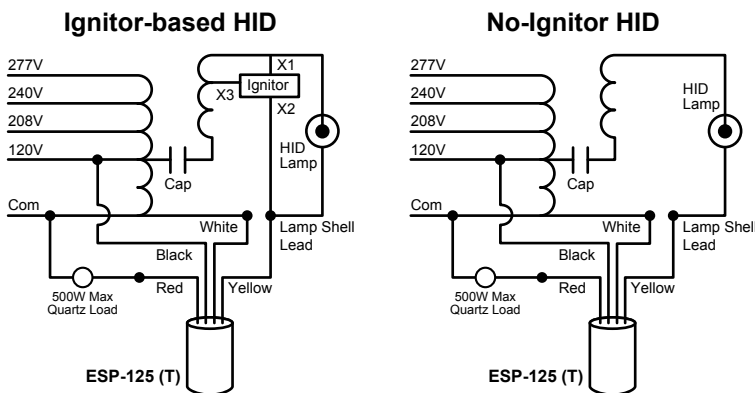 Ignitor-based HID
277V
240V
208V
120V
Com
X1
Ignitor
X3
X2
HID
Lamp
Cap
White
Lamp Shell
Lead
Black
Red
Yellow
500W Max
Quartz Load
ESP-125 (T)
No-Ignitor HID
277V
240V
208V
120V
Com
HID
Lamp
Cap
White
Lamp Shell
Lead
Black
Red
Yellow
500W Max
Quartz Load
ESP-125 (T)